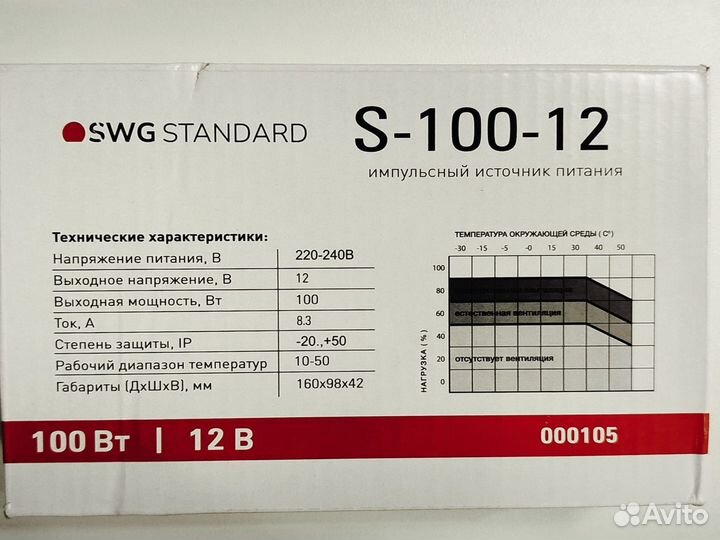 SWG STANDARD
S-100-12
импульсный источник питания
Технические характеристики:
Напряжение питания, В 220-240В
Выходное напряжение, В 12
Выходная мощность, Вт 100
Ток, А 8.3
Степень защиты, IP -20.,+50
Рабочий диапазон температур 10-50
Габариты (ДхШхВ), мм 160х98х42
ТЕМПЕРАТУРА ОКРУЖАЮЩЕЙ СРЕДЫ ( С°)
-30 -15 -5 -0 15 30 40 50
100
80
60
40
20
0
НАГРУЗКА ( % )
вентиляция
естественная вентиляция
отсутствует вентиляция
100 Вт | 12 В
000105
Avito